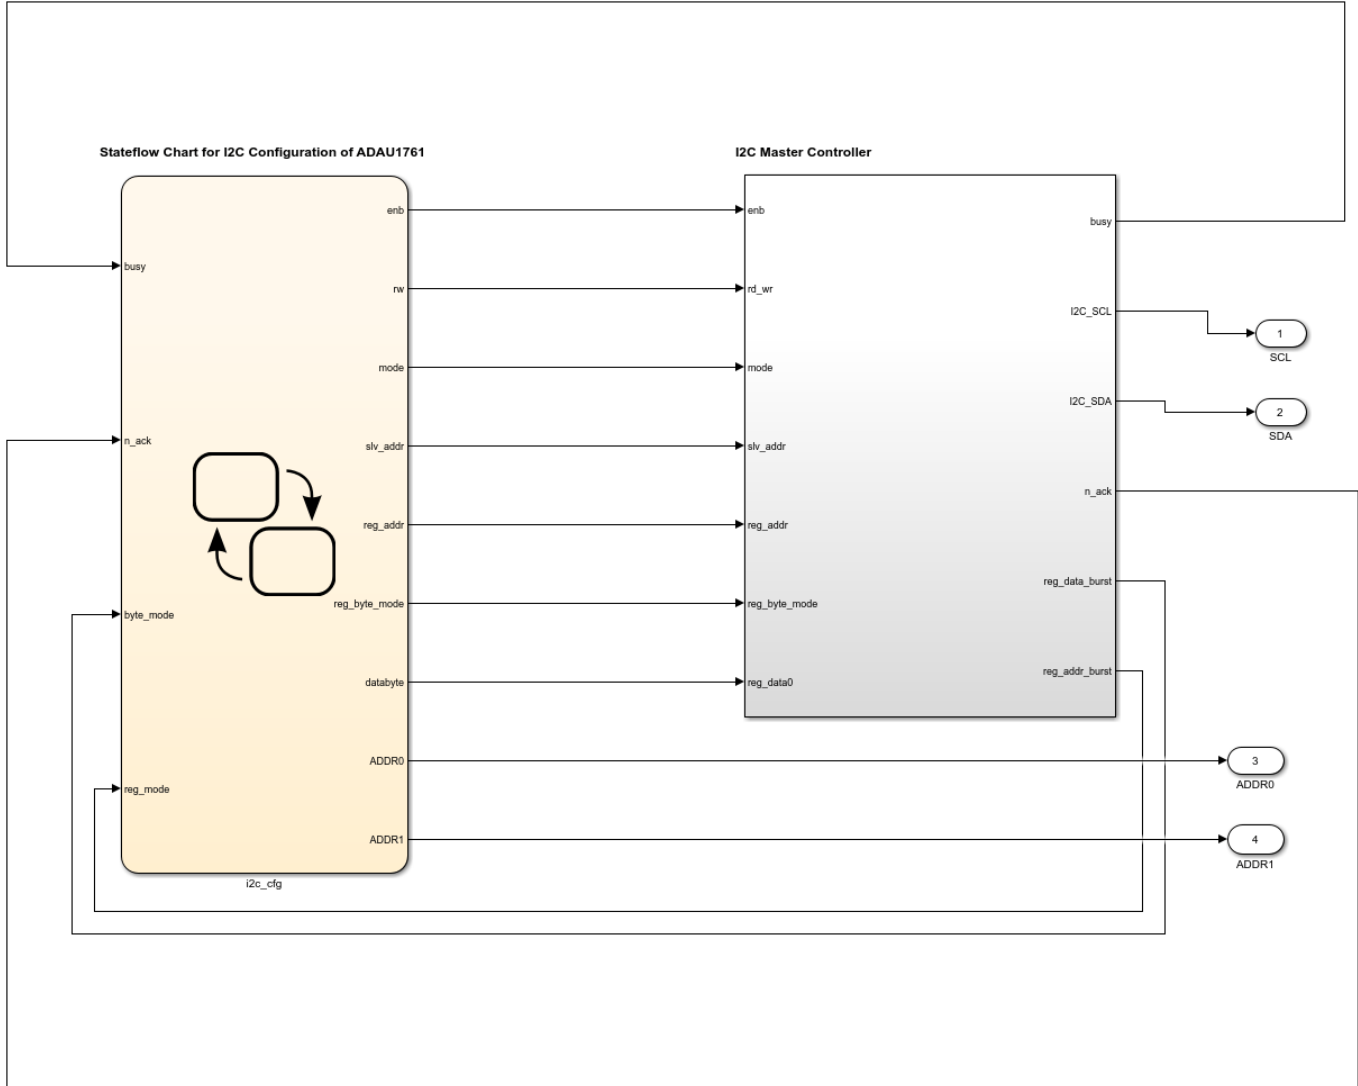 Stateflow Chart for I2C Configuration of ADAU1761
I2C Master Controller
busy
n_ack
byte_mode
reg_mode
enb
rw
mode
slv_addr
reg_addr
reg_byte_mode
databyte
ADDR0
ADDR1
i2c_cfg
enb
rd_wr
mode
slv_addr
reg_addr
reg_byte_mode
reg_data0
busy
I2C_SCL
I2C_SDA
n_ack
reg_data_burst
reg_addr_burst
1
SCL
2
SDA
3
ADDR0
4
ADDR1